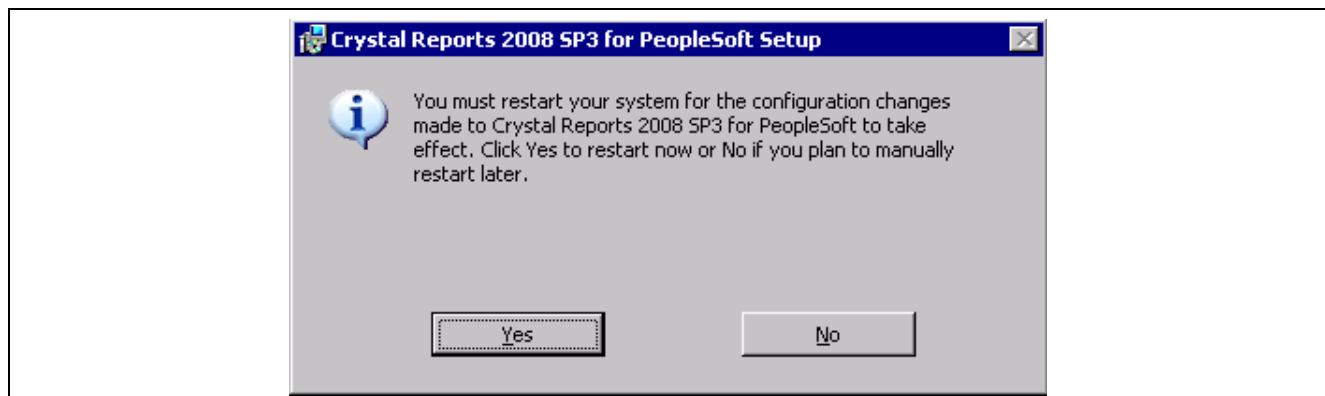 Crystal Reports 2008 SP3 for PeopleSoft Setup
You must restart your system for the configuration changes
made to Crystal Reports 2008 SP3 for PeopleSoft to take
effect. Click Yes to restart now or No if you plan to manually
restart later.
Yes
No